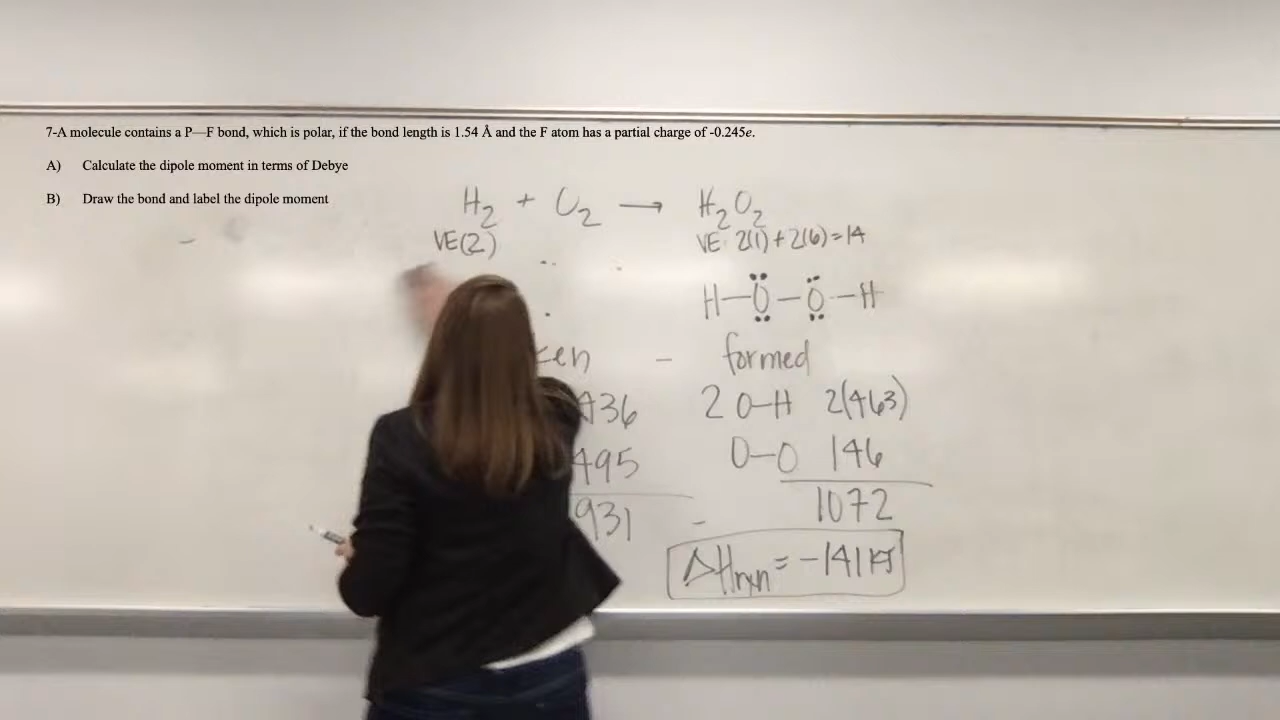 7-A molecule contains a P—F bond, which is polar, if the bond length is 1.54 Å and the F atom has a partial charge of -0.245e.
A) Calculate the dipole moment in terms of Debye
B) Draw the bond and label the dipole moment
H₂ + O₂ → H₂O₂
VE(2) VE: 2(1)+2(6)=14
H—Ö—Ö—H
– formed
436 2 O–H 2(463)
495 O–O 146
931 - 1072
ΔHrxn = -141 kJ